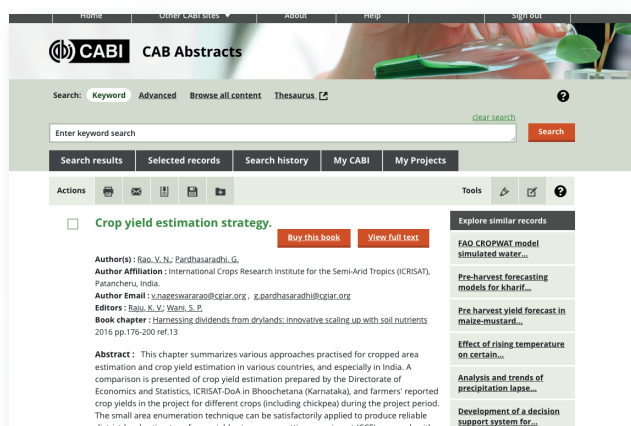 Home Other CABI sites ▼ About Help Sign out
CABI CAB Abstracts
Search: Keyword Advanced Browse all content Thesaurus
clear search
Enter keyword search Search
Search results Selected records Search history My CABI My Projects
Actions Tools
Crop yield estimation strategy.
Buy this book View full text
Author(s) : Rao, V. N.; Pardhasaradhi, G.
Author Affiliation : International Crops Research Institute for the Semi-Arid Tropics (ICRISAT),
Patancheru, India.
Author Email : v.nageswararao@cgiar.org , g.pardhasaradhi@cgiar.org
Editors : Raju, K. V.; Wani, S. P.
Book chapter : Harnessing dividends from drylands: innovative scaling up with soil nutrients
2016 pp.176-200 ref.13
Abstract : This chapter summarizes various approaches practised for cropped area
estimation and crop yield estimation in various countries, and especially in India. A
comparison is presented of crop yield estimation prepared by the Directorate of
Economics and Statistics, ICRISAT-DoA in Bhoochetana (Karnataka), and farmers' reported
crop yields in the project for different crops (including chickpea) during the project period.
The small area enumeration technique can be satisfactorily applied to produce reliable
Explore similar records
FAO CROPWAT model
simulated water...
Pre-harvest forecasting
models for kharif...
Pre harvest yield forecast in
maize-mustard...
Effect of rising temperature
on certain...
Analysis and trends of
precipitation lapse...
Development of a decision
support system for...